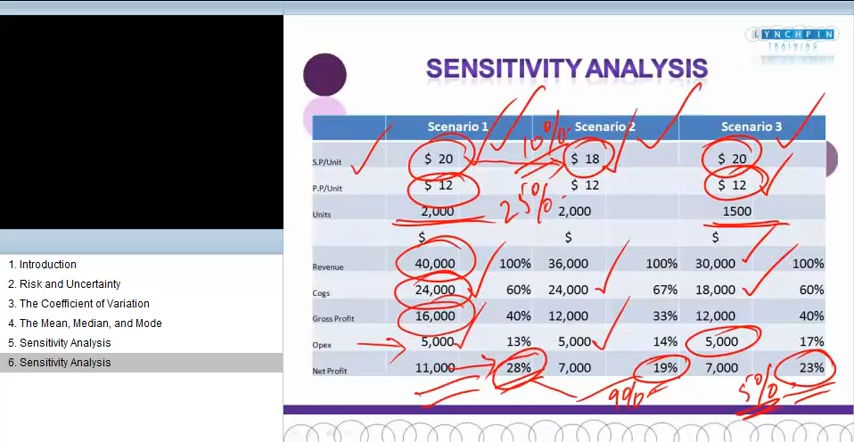 LYNCHPIN
TRAINING
SENSITIVITY ANALYSIS
Scenario 1 Scenario 2 Scenario 3
S.P/Unit $ 20 $ 18 $ 20
10%
P.P/Unit $ 12 $ 12 $ 12
25%
Units 2,000 2,000 1500
$ $ $
Revenue 40,000 100% 36,000 100% 30,000 100%
Cogs 24,000 60% 24,000 67% 18,000 60%
Gross Profit 16,000 40% 12,000 33% 12,000 40%
Opex 5,000 13% 5,000 14% 5,000 17%
Net Profit 11,000 28% 7,000 19% 7,000 23%
9% 5%
1. Introduction
2. Risk and Uncertainty
3. The Coefficient of Variation
4. The Mean, Median, and Mode
5. Sensitivity Analysis
6. Sensitivity Analysis